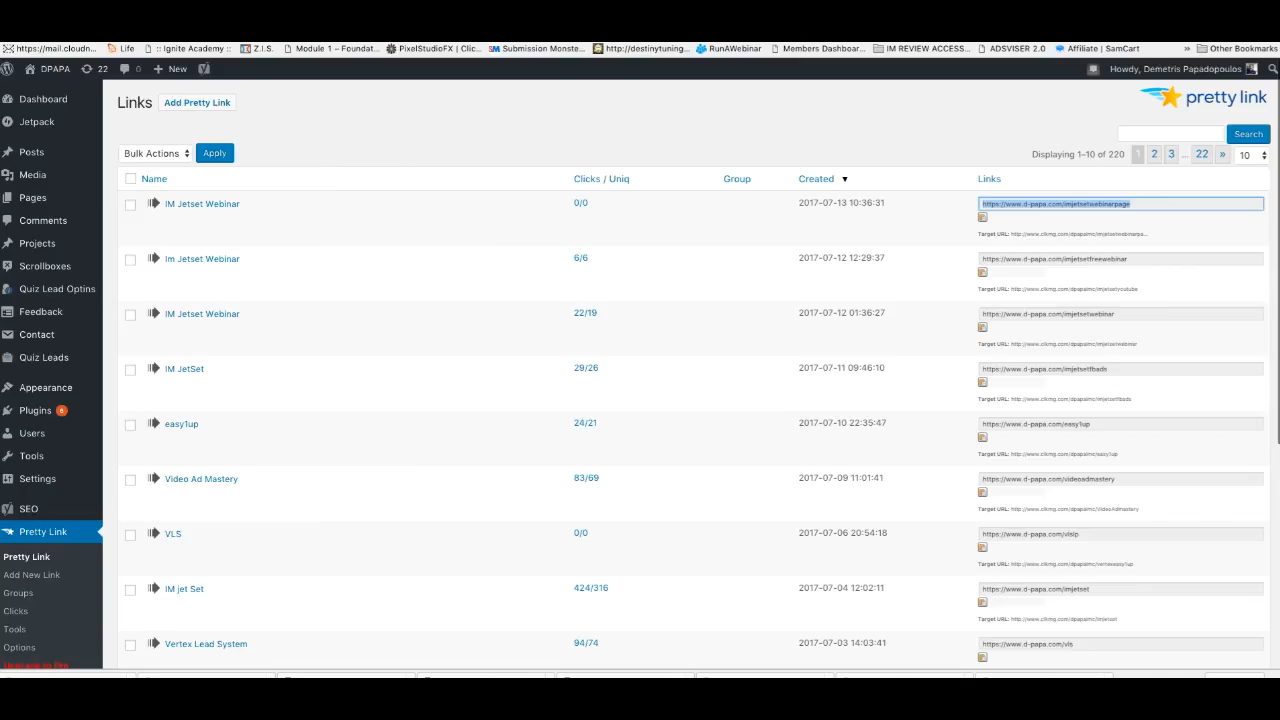 https://mail.cloudn... Life :: Ignite Academy :: Z.I.S. Module 1 – Foundat... PixelStudioFX | Clic... Submission Monste... http://destinytuning... RunAWebinar Members Dashboar... IM REVIEW ACCESS... ADSVISER 2.0 Affiliate | SamCart » Other Bookmarks
DPAPA 22 0 + New Howdy, Demetris Papadopoulos
Dashboard
Jetpack
Posts
Media
Pages
Comments
Projects
Scrollboxes
Quiz Lead Optins
Feedback
Contact
Quiz Leads
Appearance
Plugins 6
Users
Tools
Settings
SEO
Pretty Link
Pretty Link
Add New Link
Groups
Clicks
Tools
Options
Upgrade to Pro
Links Add Pretty Link
pretty link
Search
Bulk Actions Apply Displaying 1–10 of 220 1 2 3 ... 22 » 10
Name Clicks / Uniq Group Created Links
IM Jetset Webinar 0/0 2017-07-13 10:36:31 https://www.d-papa.com/imjetsetwebinarpage
Target URL: http://www.clkmg.com/dpapaimc/imjetsetwebinarpa...
Im Jetset Webinar 6/6 2017-07-12 12:29:37 https://www.d-papa.com/imjetsetfreewebinar
Target URL: http://www.clkmg.com/dpapaimc/imjetsetyoutube
IM Jetset Webinar 22/19 2017-07-12 01:36:27 https://www.d-papa.com/imjetsetwebinar
Target URL: http://www.clkmg.com/dpapaimc/imjetsetwebinar
IM JetSet 29/26 2017-07-11 09:46:10 https://www.d-papa.com/imjetsetfbads
Target URL: http://www.clkmg.com/dpapaimc/imjetsetfbads
easy1up 24/21 2017-07-10 22:35:47 https://www.d-papa.com/easy1up
Target URL: http://www.clkmg.com/dpapaimc/easy1up
Video Ad Mastery 83/69 2017-07-09 11:01:41 https://www.d-papa.com/videoadmastery
Target URL: http://www.clkmg.com/dpapaimc/VideoAdmastery
VLS 0/0 2017-07-06 20:54:18 https://www.d-papa.com/vlslp
Target URL: http://www.clkmg.com/dpapaimc/vertexeasy1up
IM jet Set 424/316 2017-07-04 12:02:11 https://www.d-papa.com/imjetset
Target URL: http://www.clkmg.com/dpapaimc/imjetset
Vertex Lead System 94/74 2017-07-03 14:03:41 https://www.d-papa.com/vls